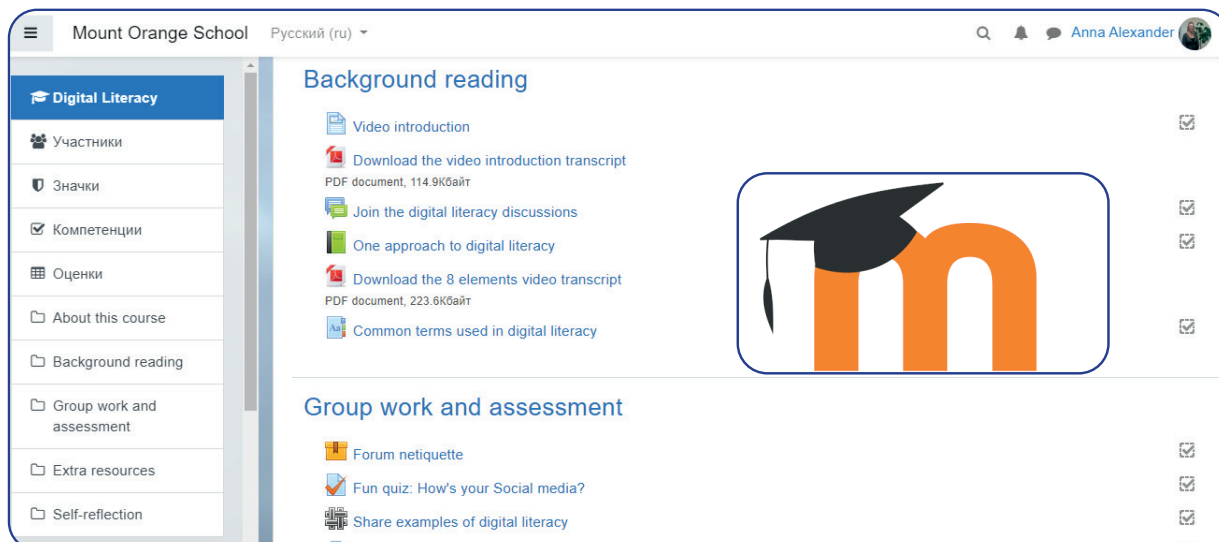 Mount Orange School Русский (ru) Anna Alexander
Digital Literacy
Участники
Значки
Компетенции
Оценки
About this course
Background reading
Group work and
assessment
Extra resources
Self-reflection
Background reading
Video introduction
Download the video introduction transcript
PDF document, 114.9Кбайт
Join the digital literacy discussions
One approach to digital literacy
Download the 8 elements video transcript
PDF document, 223.6Кбайт
Aa Common terms used in digital literacy
m
Group work and assessment
Forum netiquette
Fun quiz: How's your Social media?
Share examples of digital literacy